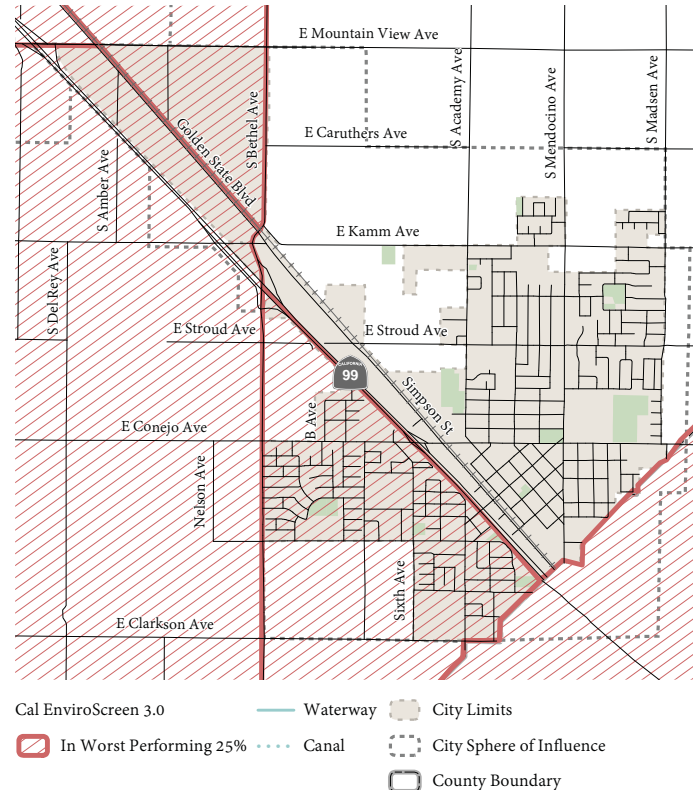 E Mountain View Ave
S Academy Ave
S Mendocino Ave
S Madsen Ave
S Bethel Ave
Golden State Blvd
E Caruthers Ave
S Amber Ave
E Kamm Ave
S Del Rey Ave
E Stroud Ave
E Stroud Ave
CALIFORNIA
99
Simpson St
B Ave
E Conejo Ave
Nelson Ave
Sixth Ave
E Clarkson Ave
Cal EnviroScreen 3.0
Waterway
City Limits
In Worst Performing 25%
Canal
City Sphere of Influence
County Boundary